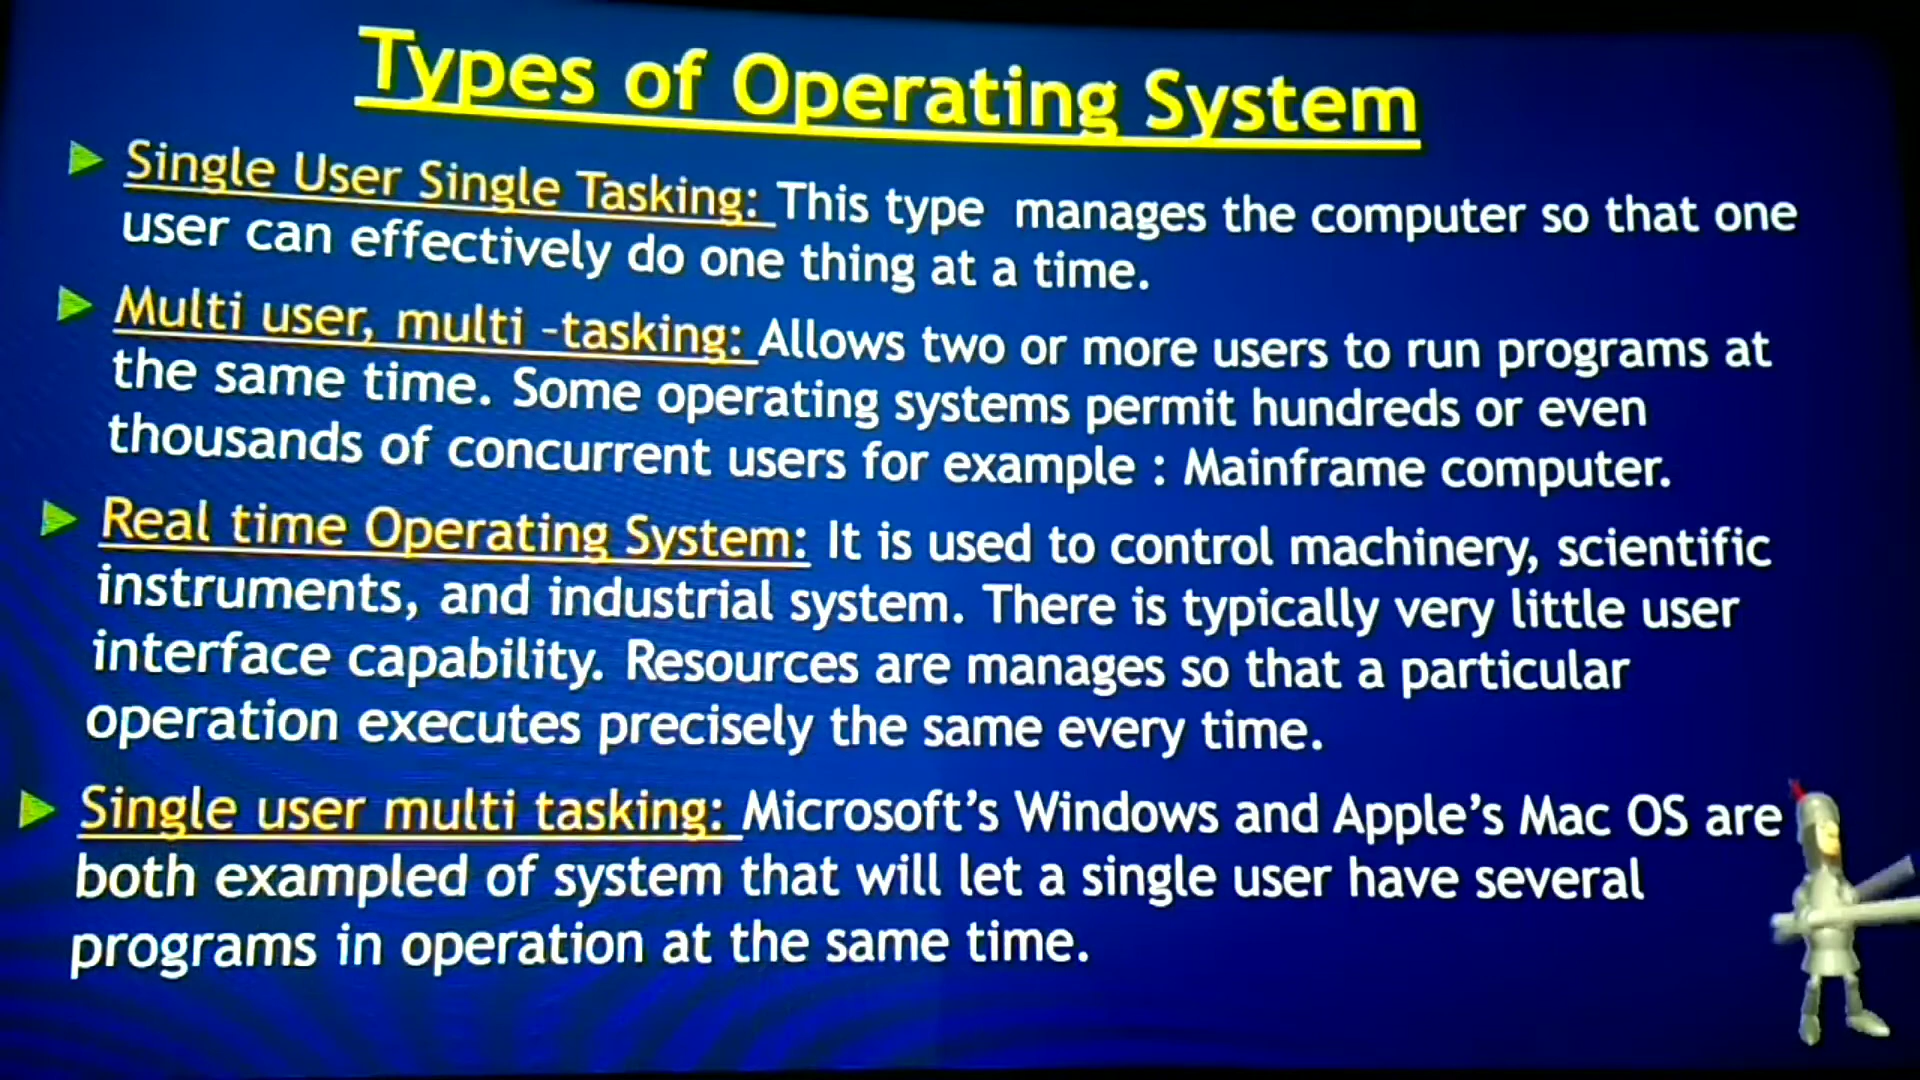 Types of Operating System
Single User Single Tasking: This type manages the computer so that one
user can effectively do one thing at a time.
Multi user, multi -tasking: Allows two or more users to run programs at
the same time. Some operating systems permit hundreds or even
thousands of concurrent users for example : Mainframe computer.
Real time Operating System: It is used to control machinery, scientific
instruments, and industrial system. There is typically very little user
interface capability. Resources are manages so that a particular
operation executes precisely the same every time.
Single user multi tasking: Microsoft’s Windows and Apple’s Mac OS are
both exampled of system that will let a single user have several
programs in operation at the same time.